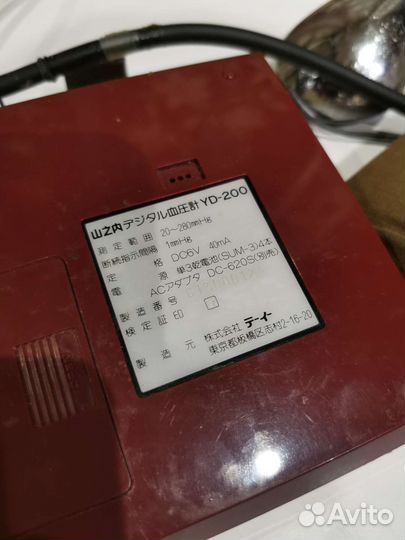 山之内デジタル血圧計 YD-200
測定範囲 20〜280mmHg
断続指示間隔 1mmHg
定格 DC6V 40mA
電源 単3乾電池(SUM-3)4本
ACアダプタ DC-620S(別売)
製造番号
検定証印
製造元 株式会社 テーイー
東京都板橋区志村2-16-20
Avito